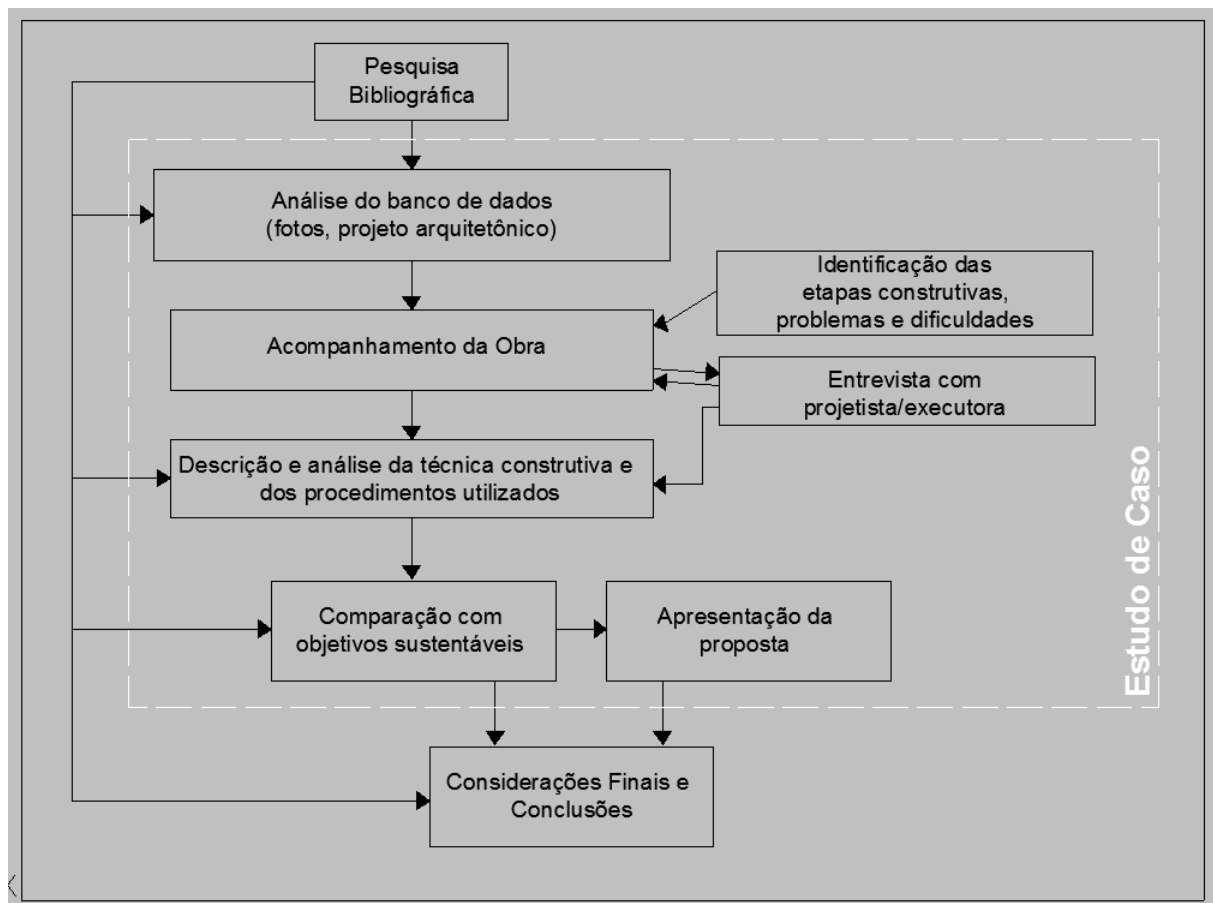 Pesquisa
Bibliográfica
Análise do banco de dados
(fotos, projeto arquitetônico)
Identificação das
etapas construtivas,
problemas e dificuldades
Acompanhamento da Obra
Entrevista com
projetista/executora
Descrição e análise da técnica construtiva e
dos procedimentos utilizados
Comparação com
objetivos sustentáveis
Apresentação da
proposta
Estudo de Caso
Considerações Finais e
Conclusões